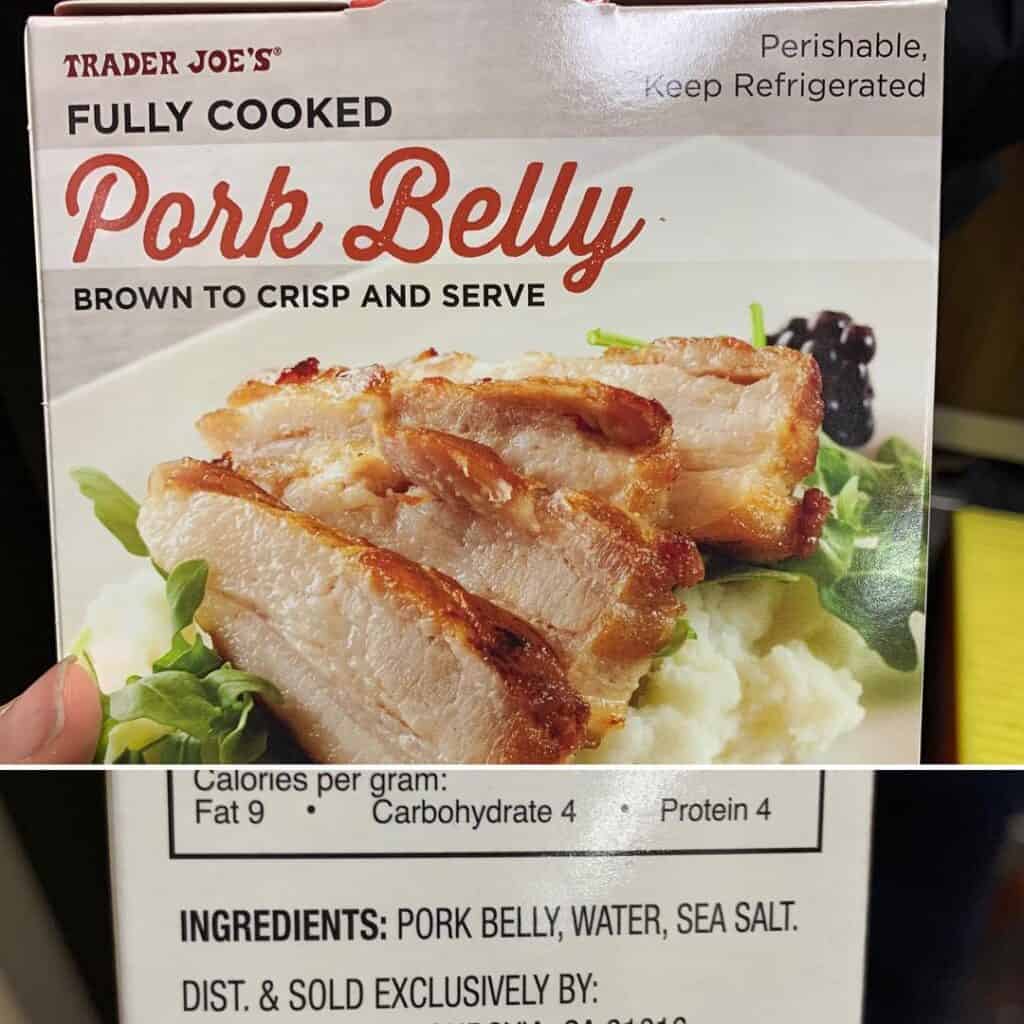 TRADER JOE'S®
FULLY COOKED
Pork Belly
BROWN TO CRISP AND SERVE
Perishable,
Keep Refrigerated
Calories per gram:
Fat 9 • Carbohydrate 4 • Protein 4
INGREDIENTS: PORK BELLY, WATER, SEA SALT.
DIST. & SOLD EXCLUSIVELY BY: